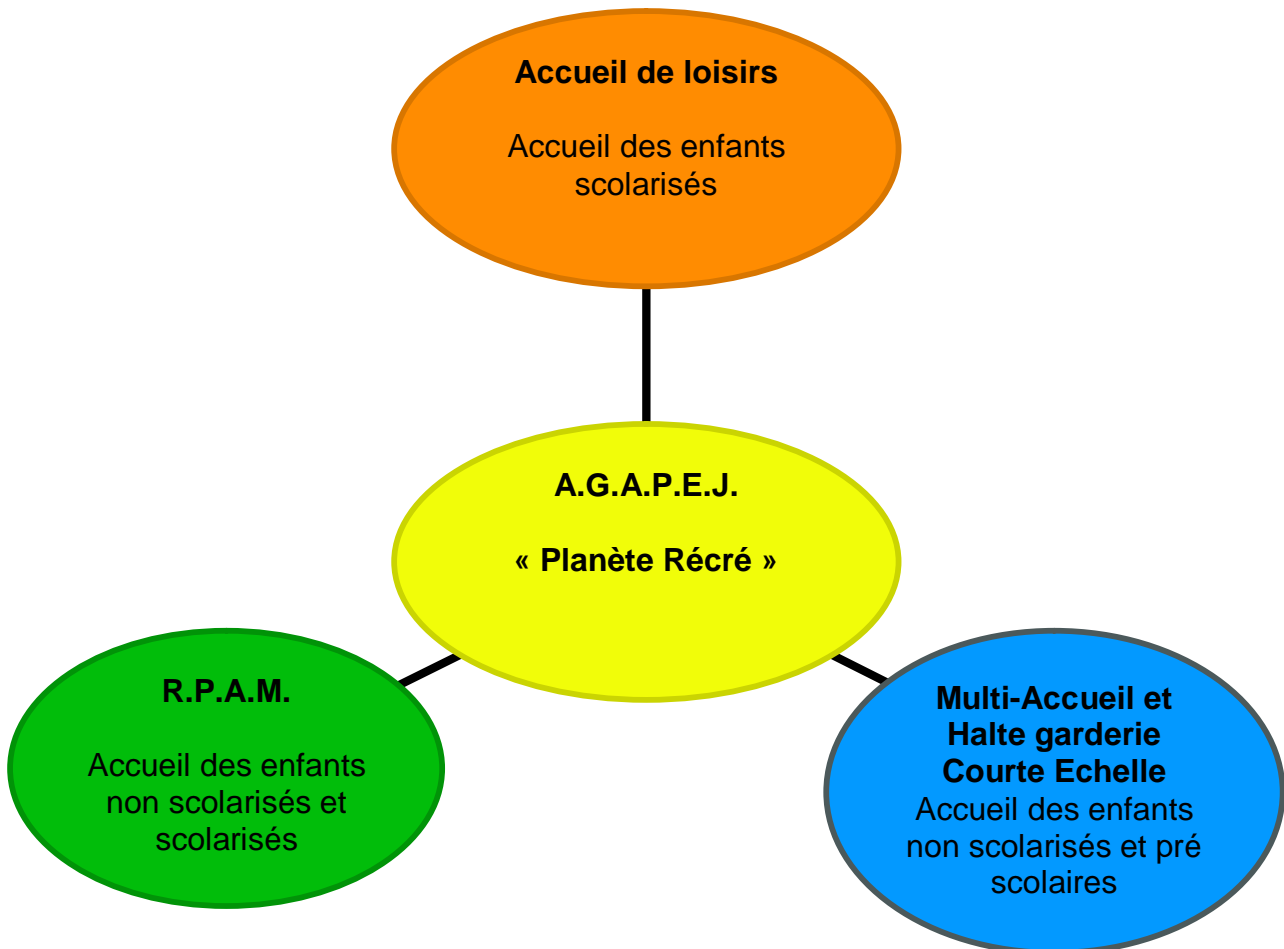 Accueil de loisirs
Accueil des enfants
scolarisés
A.G.A.P.E.J.
« Planète Récré »
R.P.A.M.
Accueil des enfants
non scolarisés et
scolarisés
Multi-Accueil et
Halte garderie
Courte Echelle
Accueil des enfants
non scolarisés et pré
scolaires